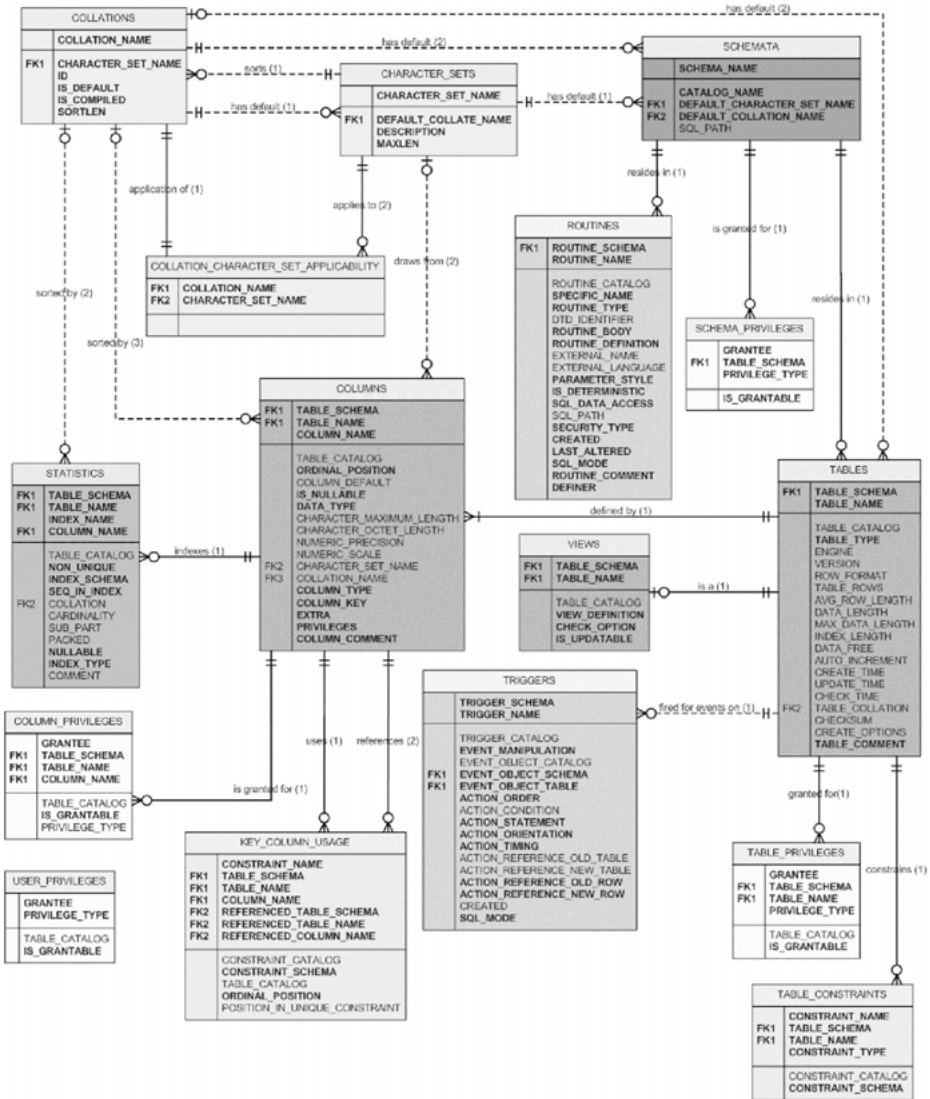 COLLATIONS
COLLATION_NAME
FK1 CHARACTER_SET_NAME
ID
IS_DEFAULT
IS_COMPILED
SORTLEN
has default (2)
has default (2)
sorts (1)
has default (1)
CHARACTER_SETS
CHARACTER_SET_NAME
FK1 DEFAULT_COLLATE_NAME
DESCRIPTION
MAXLEN
has default (1)
SCHEMATA
SCHEMA_NAME
CATALOG_NAME
FK1 DEFAULT_CHARACTER_SET_NAME
FK2 DEFAULT_COLLATION_NAME
SQL_PATH
application of (1)
applies to (2)
resides in (1)
is granted for (1)
resides in (1)
draws from (2)
sorted by (2)
sorted by (3)
COLLATION_CHARACTER_SET_APPLICABILITY
FK1 COLLATION_NAME
FK2 CHARACTER_SET_NAME
ROUTINES
FK1 ROUTINE_SCHEMA
ROUTINE_NAME
ROUTINE_CATALOG
SPECIFIC_NAME
ROUTINE_TYPE
DTD_IDENTIFIER
ROUTINE_BODY
ROUTINE_DEFINITION
EXTERNAL_NAME
EXTERNAL_LANGUAGE
PARAMETER_STYLE
IS_DETERMINISTIC
SQL_DATA_ACCESS
SQL_PATH
SECURITY_TYPE
CREATED
LAST_ALTERED
SQL_MODE
ROUTINE_COMMENT
DEFINER
SCHEMA_PRIVILEGES
GRANTEE
FK1 TABLE_SCHEMA
PRIVILEGE_TYPE
IS_GRANTABLE
COLUMNS
FK1 TABLE_SCHEMA
FK1 TABLE_NAME
COLUMN_NAME
TABLE_CATALOG
ORDINAL_POSITION
COLUMN_DEFAULT
IS_NULLABLE
DATA_TYPE
CHARACTER_MAXIMUM_LENGTH
CHARACTER_OCTET_LENGTH
NUMERIC_PRECISION
NUMERIC_SCALE
FK2 CHARACTER_SET_NAME
FK3 COLLATION_NAME
COLUMN_TYPE
COLUMN_KEY
EXTRA
PRIVILEGES
COLUMN_COMMENT
STATISTICS
FK1 TABLE_SCHEMA
FK1 TABLE_NAME
INDEX_NAME
FK1 COLUMN_NAME
TABLE_CATALOG
NON_UNIQUE
INDEX_SCHEMA
SEQ_IN_INDEX
FK2 COLLATION
CARDINALITY
SUB_PART
PACKED
NULLABLE
INDEX_TYPE
COMMENT
indexes (1)
defined by (1)
TABLES
FK1 TABLE_SCHEMA
TABLE_NAME
TABLE_CATALOG
TABLE_TYPE
ENGINE
VERSION
ROW_FORMAT
TABLE_ROWS
AVG_ROW_LENGTH
DATA_LENGTH
MAX_DATA_LENGTH
INDEX_LENGTH
DATA_FREE
AUTO_INCREMENT
CREATE_TIME
UPDATE_TIME
CHECK_TIME
FK2 TABLE_COLLATION
CHECKSUM
CREATE_OPTIONS
TABLE_COMMENT
VIEWS
FK1 TABLE_SCHEMA
FK1 TABLE_NAME
TABLE_CATALOG
VIEW_DEFINITION
CHECK_OPTION
IS_UPDATABLE
is a (1)
TRIGGERS
TRIGGER_SCHEMA
TRIGGER_NAME
TRIGGER_CATALOG
EVENT_MANIPULATION
EVENT_OBJECT_CATALOG
FK1 EVENT_OBJECT_SCHEMA
FK1 EVENT_OBJECT_TABLE
ACTION_ORDER
ACTION_CONDITION
ACTION_STATEMENT
ACTION_ORIENTATION
ACTION_TIMING
ACTION_REFERENCE_OLD_TABLE
ACTION_REFERENCE_NEW_TABLE
ACTION_REFERENCE_OLD_ROW
ACTION_REFERENCE_NEW_ROW
CREATED
SQL_MODE
fired for events on (1)
COLUMN_PRIVILEGES
GRANTEE
FK1 TABLE_SCHEMA
FK1 TABLE_NAME
FK1 COLUMN_NAME
TABLE_CATALOG
IS_GRANTABLE
PRIVILEGE_TYPE
uses (1)
references (2)
is granted for (1)
granted for(1)
constrains (1)
KEY_COLUMN_USAGE
CONSTRAINT_NAME
FK1 TABLE_SCHEMA
FK1 TABLE_NAME
FK1 COLUMN_NAME
FK2 REFERENCED_TABLE_SCHEMA
FK2 REFERENCED_TABLE_NAME
FK2 REFERENCED_COLUMN_NAME
CONSTRAINT_CATALOG
CONSTRAINT_SCHEMA
TABLE_CATALOG
ORDINAL_POSITION
POSITION_IN_UNIQUE_CONSTRAINT
USER_PRIVILEGES
GRANTEE
PRIVILEGE_TYPE
TABLE_CATALOG
IS_GRANTABLE
TABLE_PRIVILEGES
GRANTEE
FK1 TABLE_SCHEMA
FK1 TABLE_NAME
PRIVILEGE_TYPE
TABLE_CATALOG
IS_GRANTABLE
TABLE_CONSTRAINTS
CONSTRAINT_NAME
FK1 TABLE_SCHEMA
FK1 TABLE_NAME
CONSTRAINT_TYPE
CONSTRAINT_CATALOG
CONSTRAINT_SCHEMA